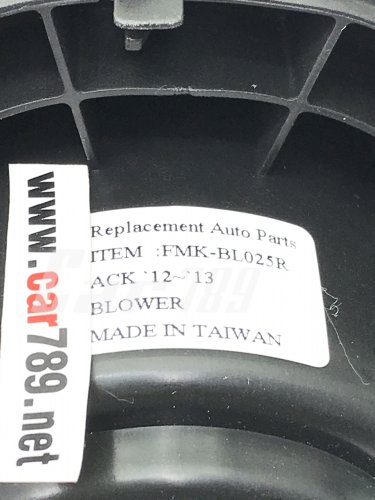 Replacement Auto Parts
ITEM :FMK-BL025R
ACK `12~`13
BLOWER
MADE IN TAIWAN
www.car789.net